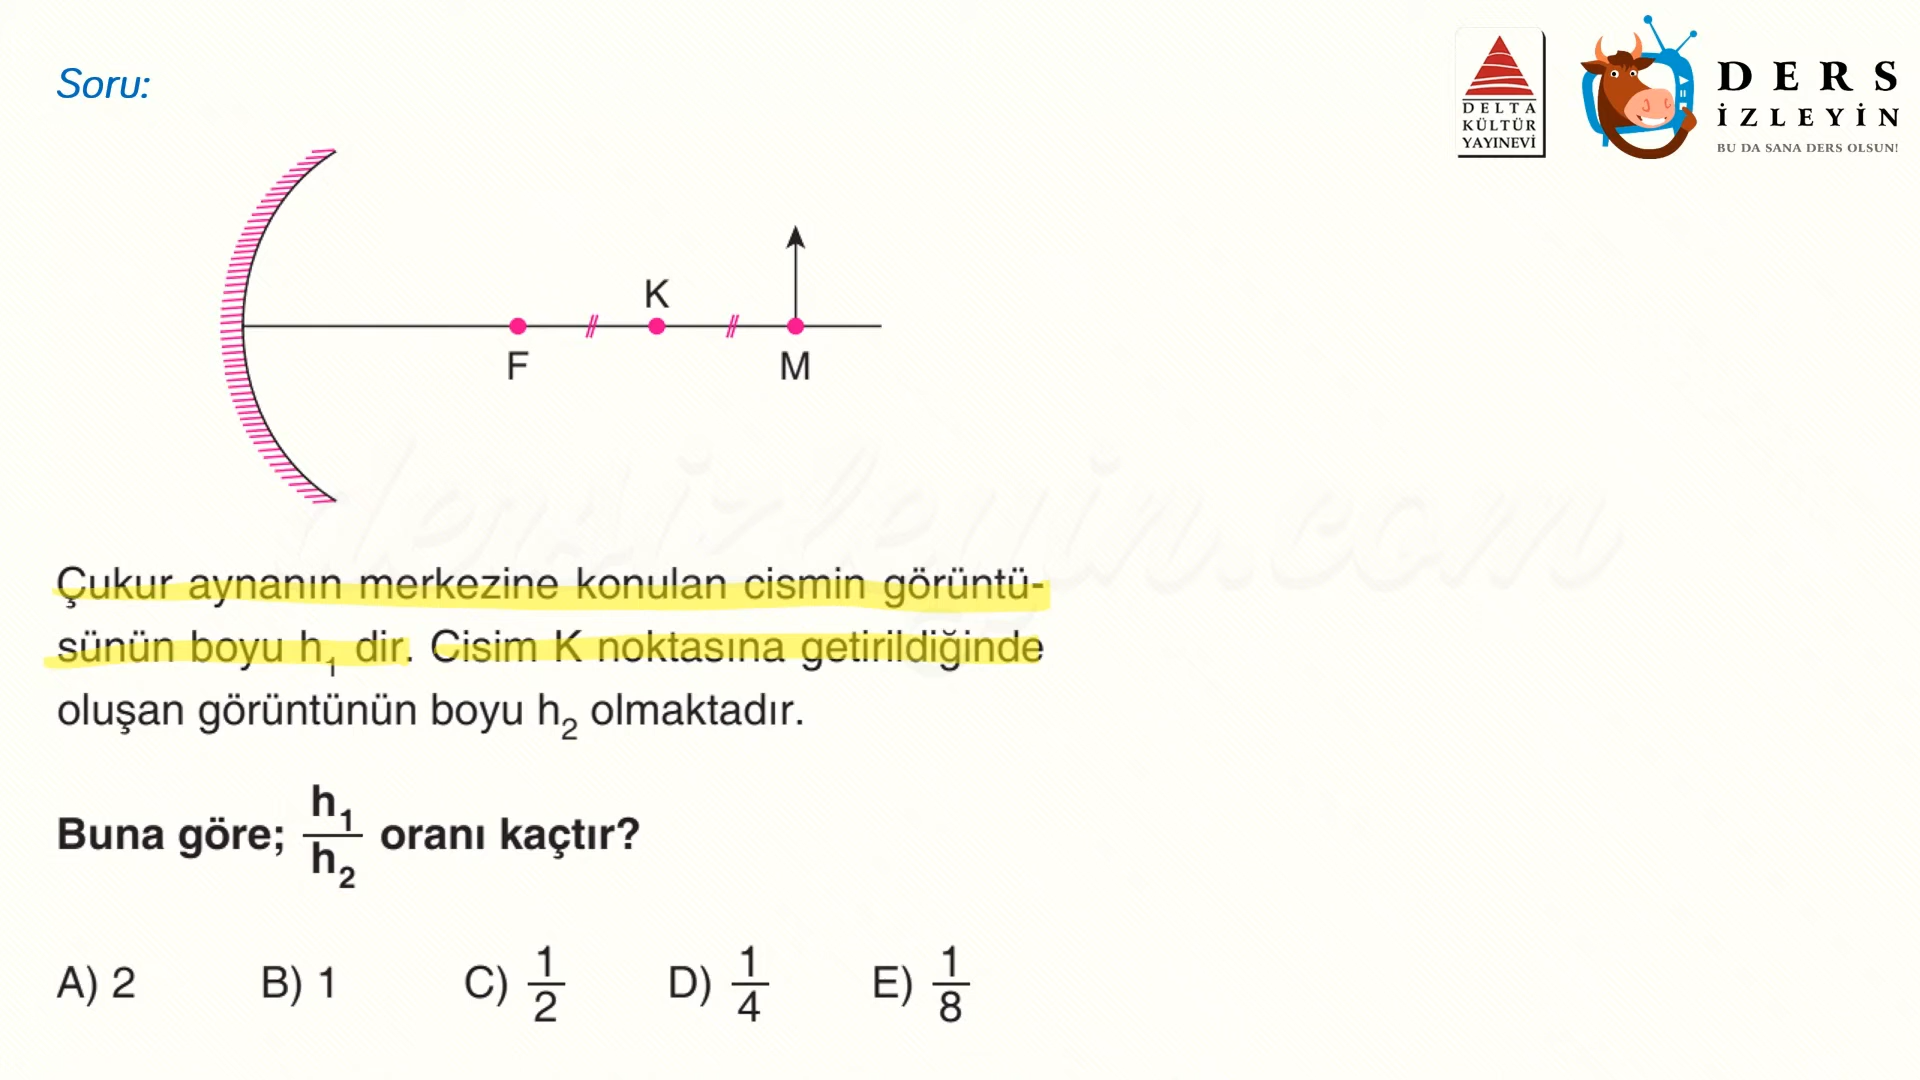 Soru:
DELTA
KÜLTÜR
YAYINEVİ
DERS
İZLEYİN
BU DA SANA DERS OLSUN!
K
F
M
dersizleyin.com
Çukur aynanın merkezine konulan cismin görüntü-
sünün boyu h₁ dir. Cisim K noktasına getirildiğinde
oluşan görüntünün boyu h₂ olmaktadır.
Buna göre; h₁/h₂ oranı kaçtır?
A) 2 B) 1 C) 1/2 D) 1/4 E) 1/8